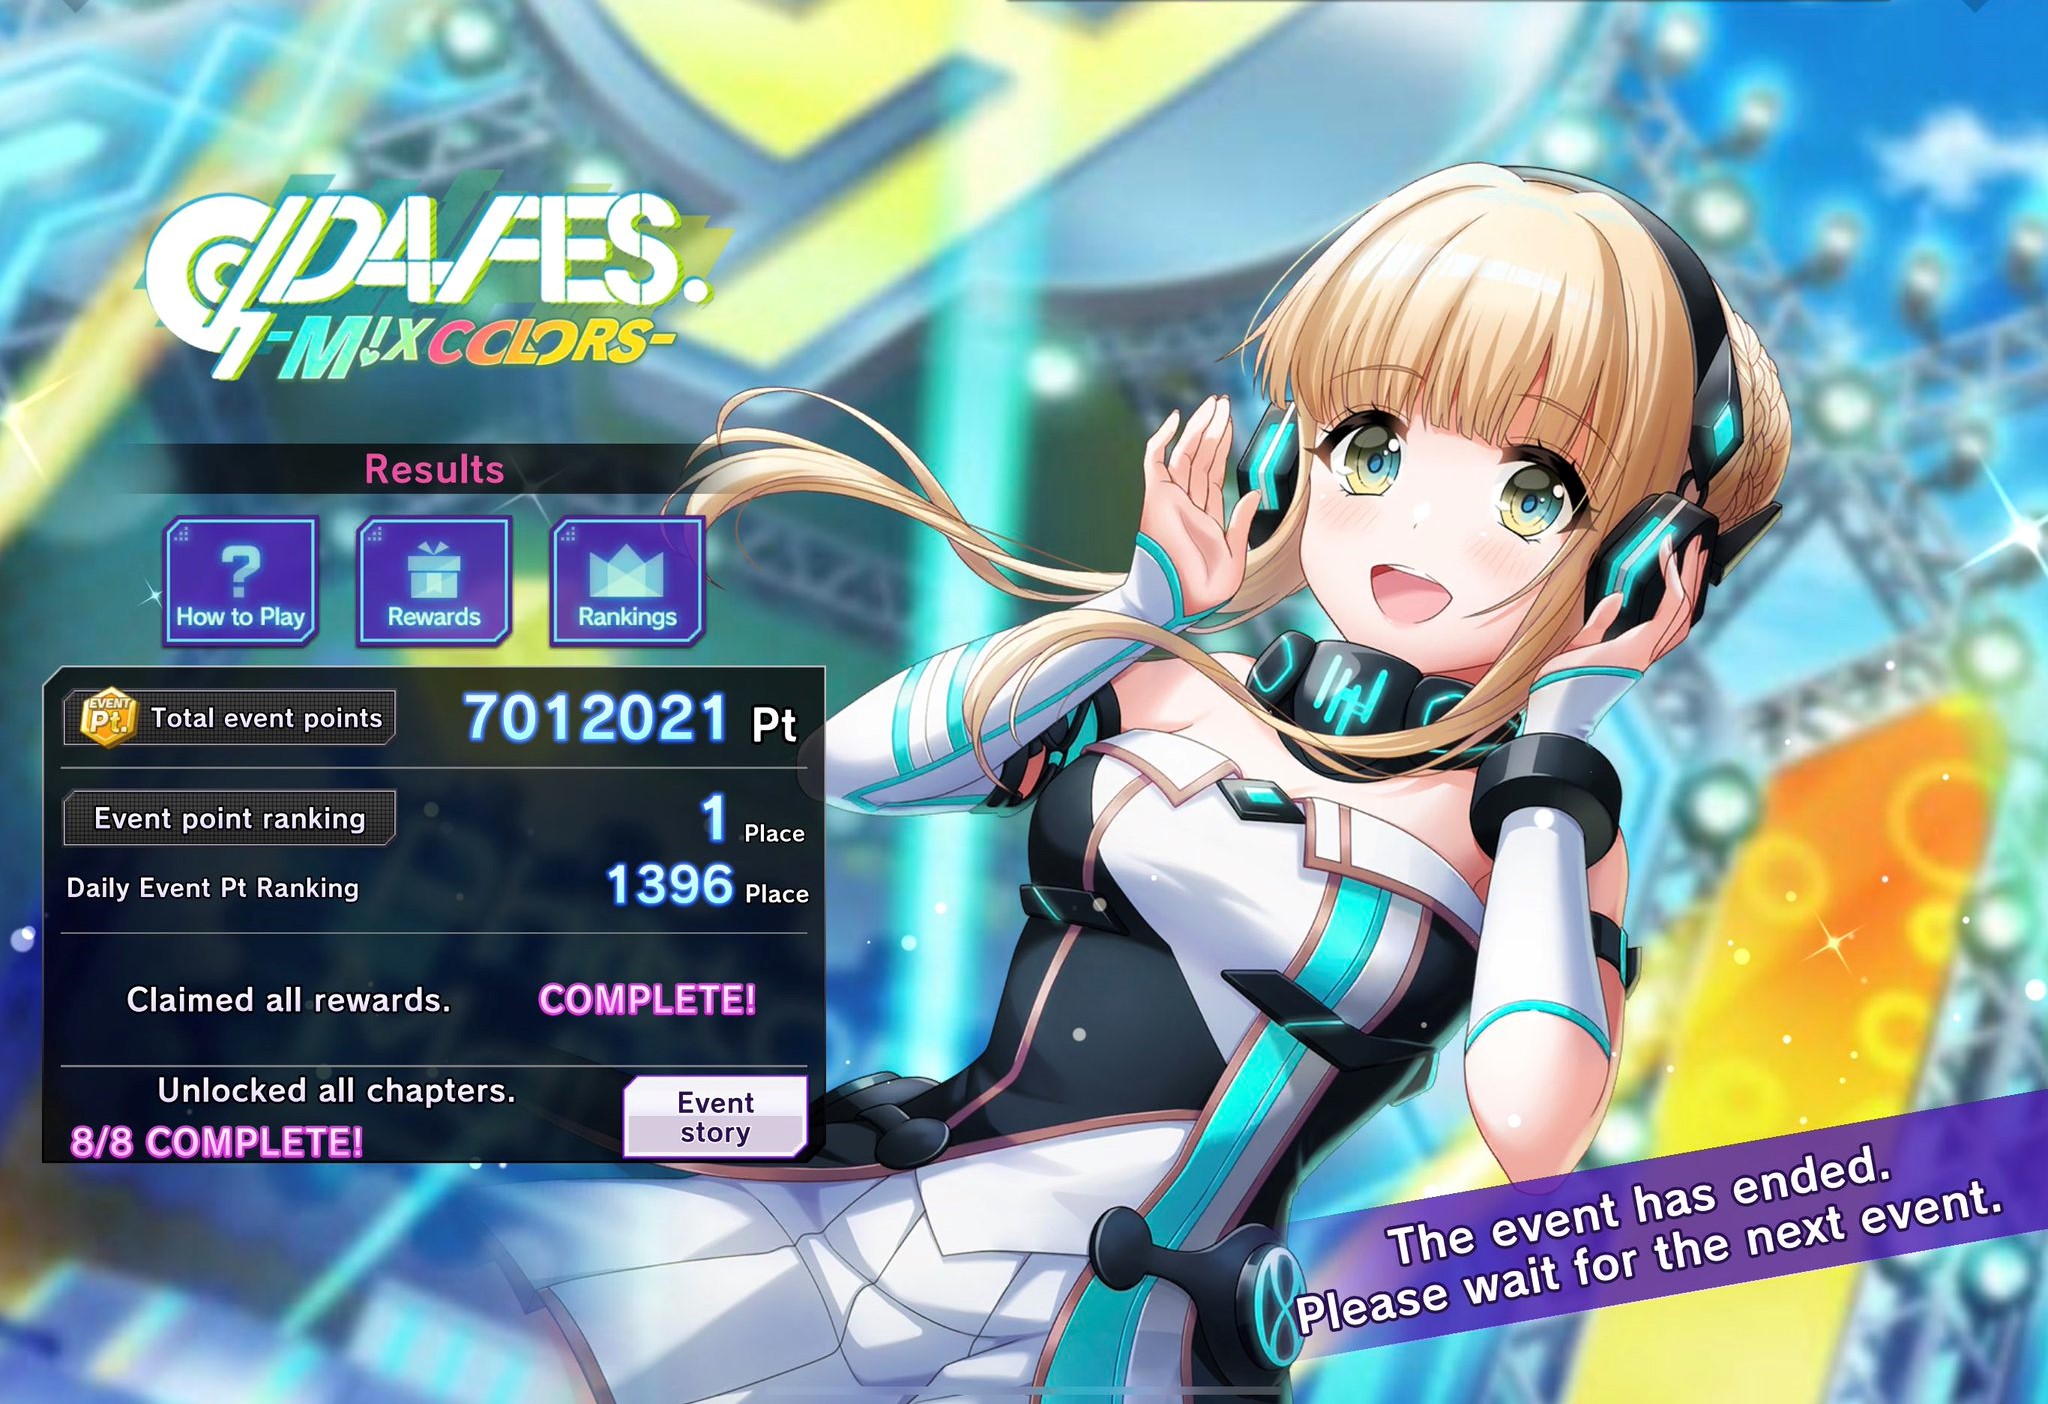 D4FES.
-M!XCOLORS-
Results
How to Play
Rewards
Rankings
EVENT
Pt.
Total event points
7012021 Pt
Event point ranking
1 Place
Daily Event Pt Ranking
1396 Place
Claimed all rewards.
COMPLETE!
Unlocked all chapters.
8/8 COMPLETE!
Event
story
The event has ended.
Please wait for the next event.